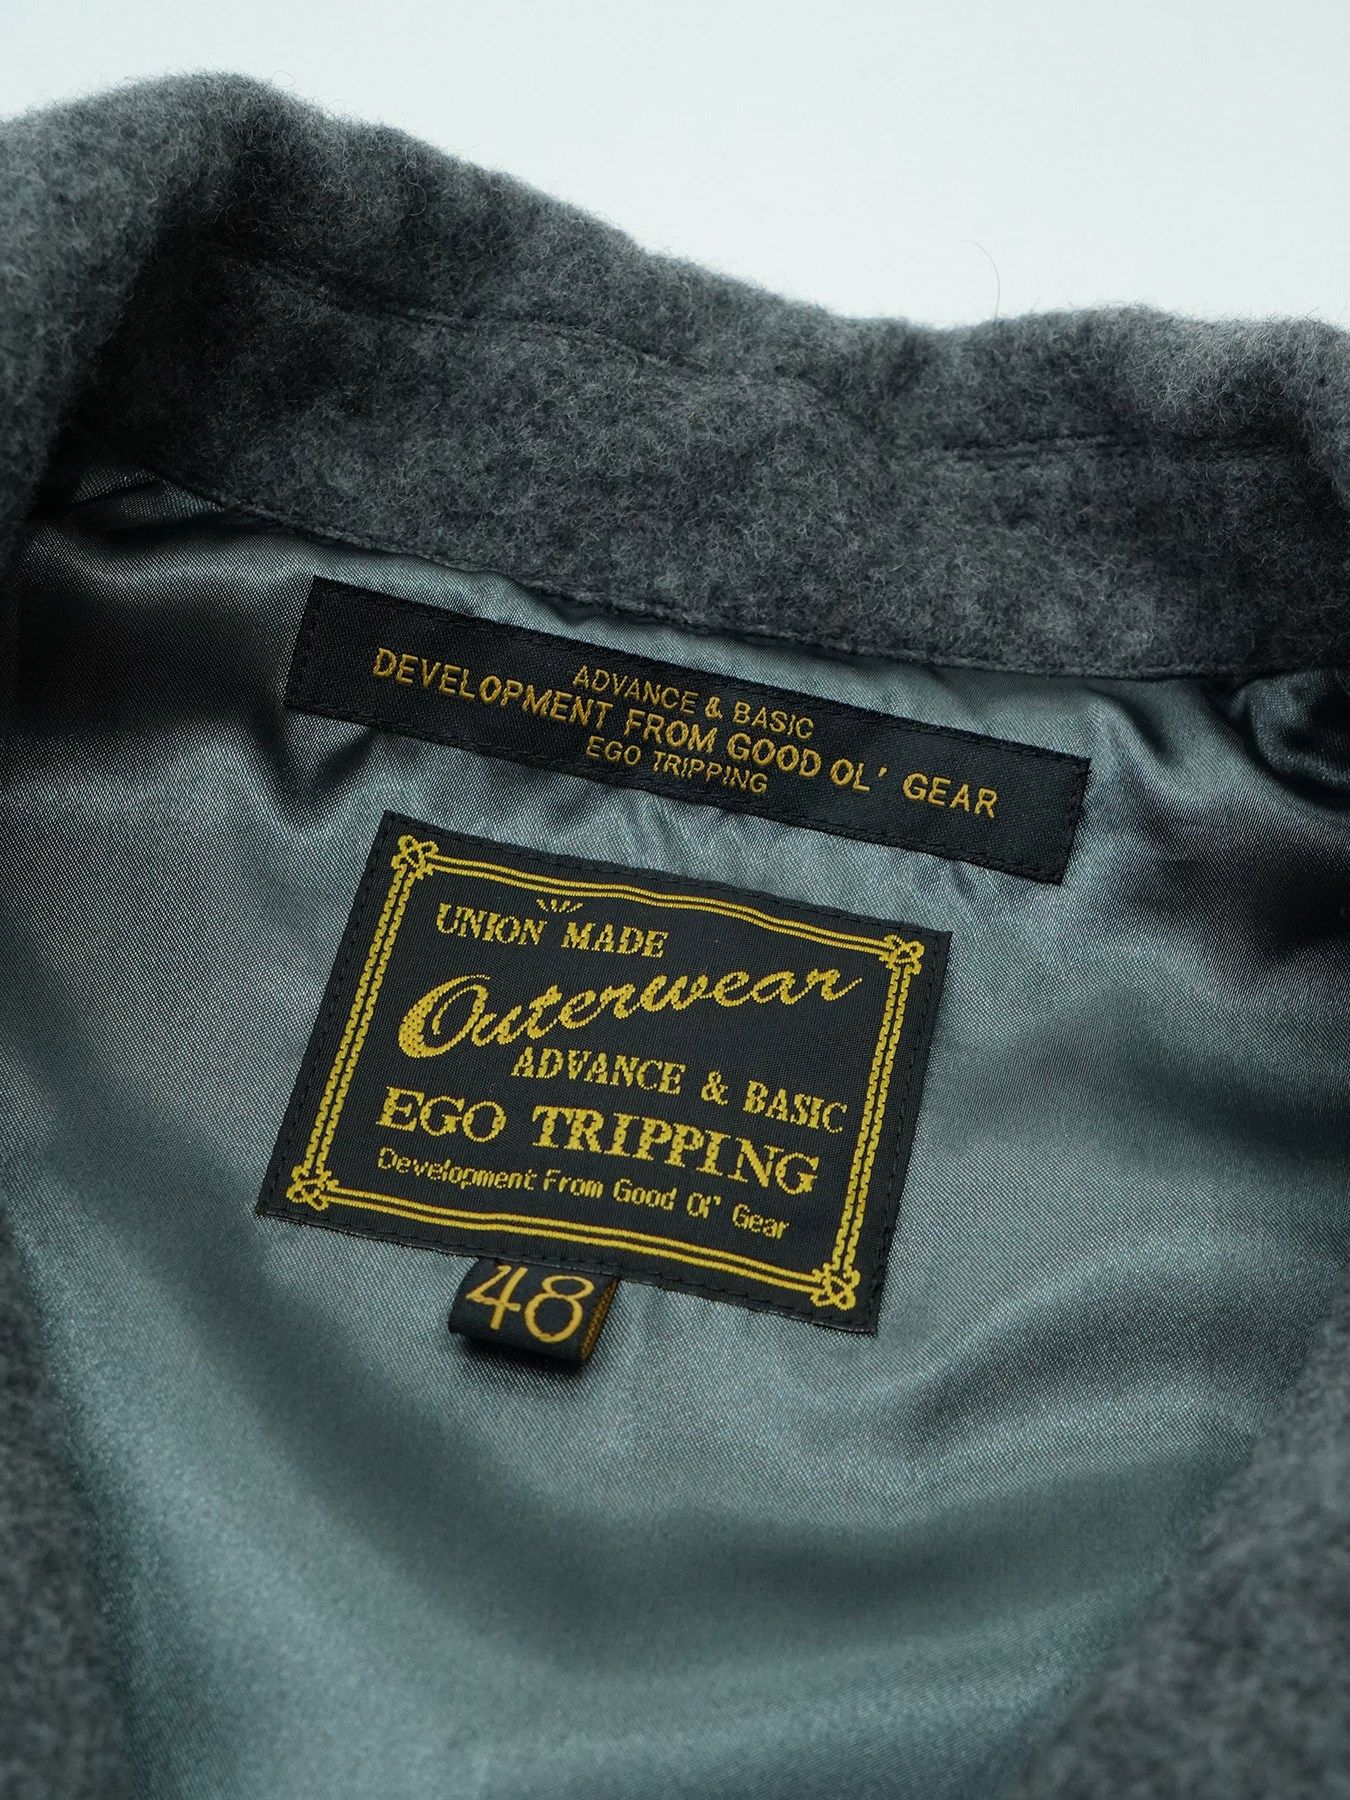 ADVANCE & BASIC
DEVELOPMENT FROM GOOD OL' GEAR
EGO TRIPPING
UNION MADE
Outerwear
ADVANCE & BASIC
EGO TRIPPING
Development From Good Ol' Gear
48